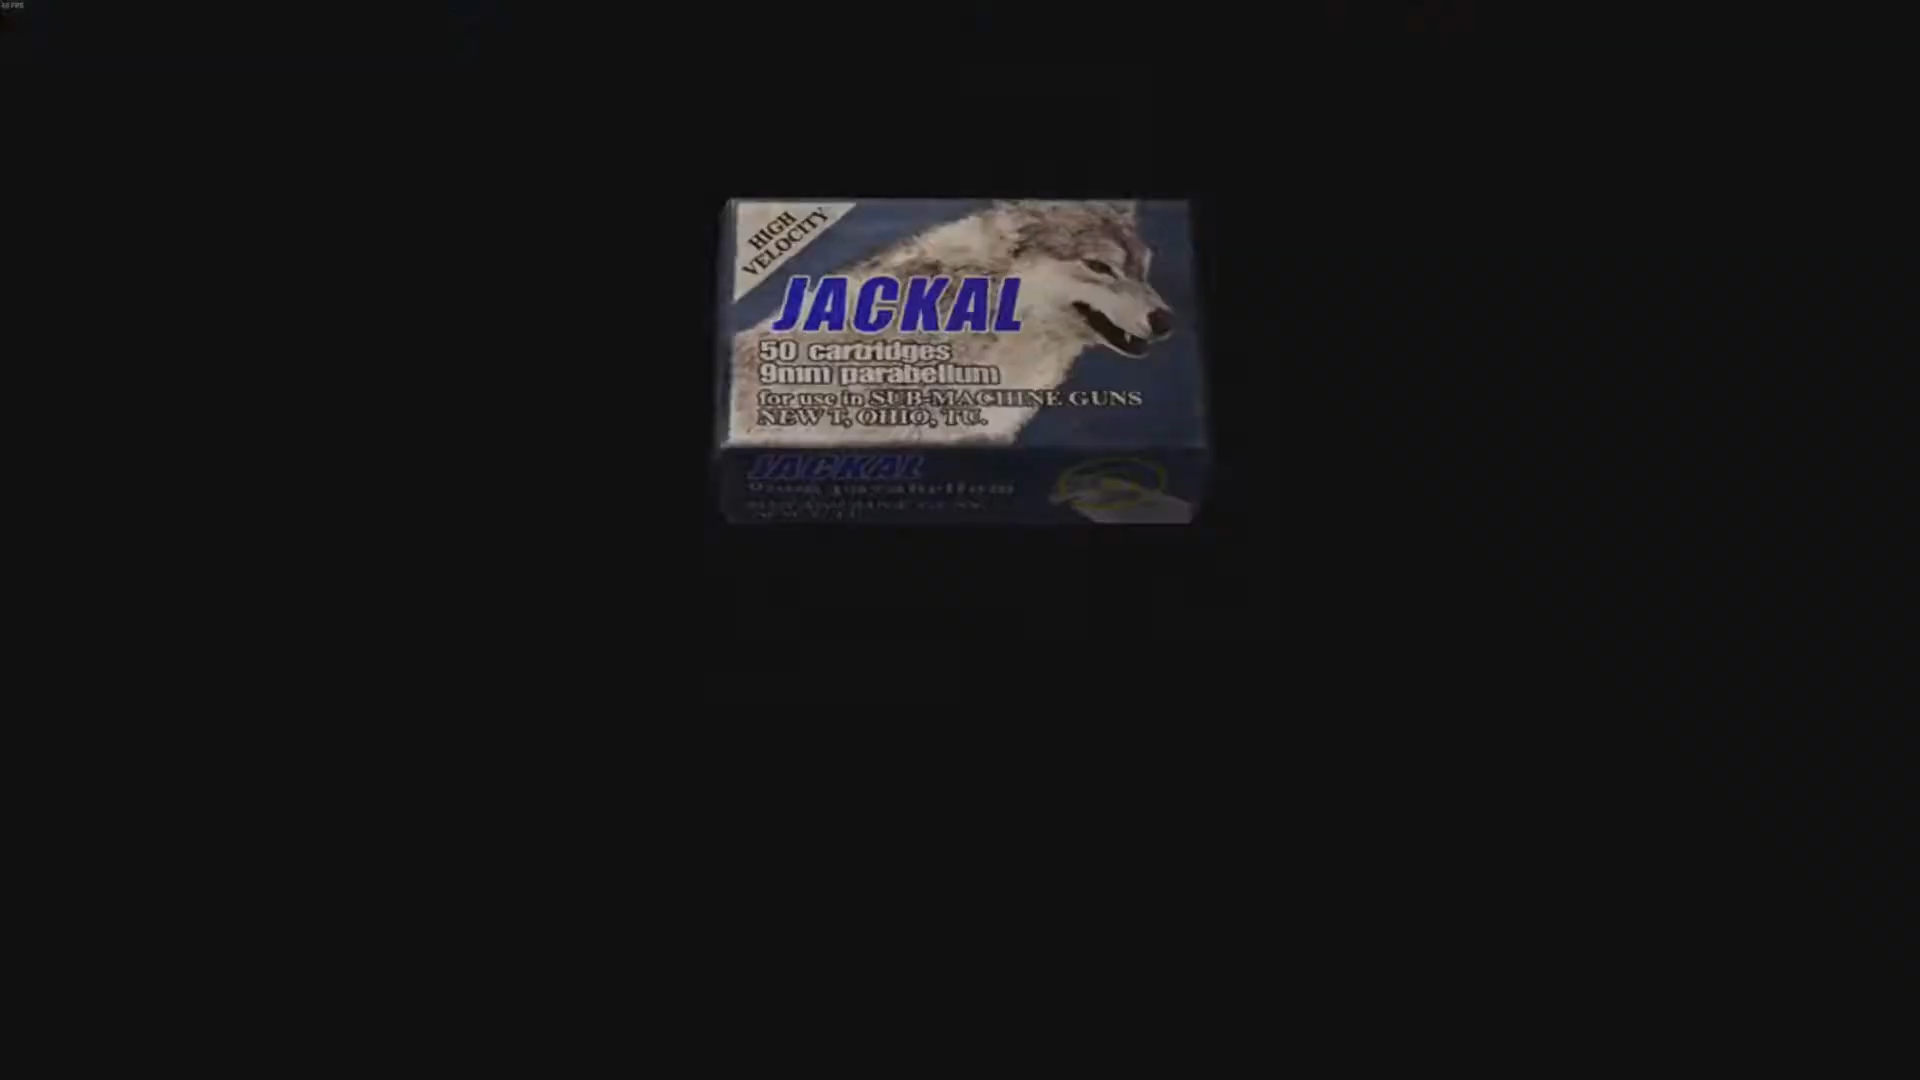 HIGH
VELOCITY
JACKAL
50 cartridges
9mm parabellum
for use in SUB-MACHINE GUNS
NEW T, OHIO, TU.
JACKAL